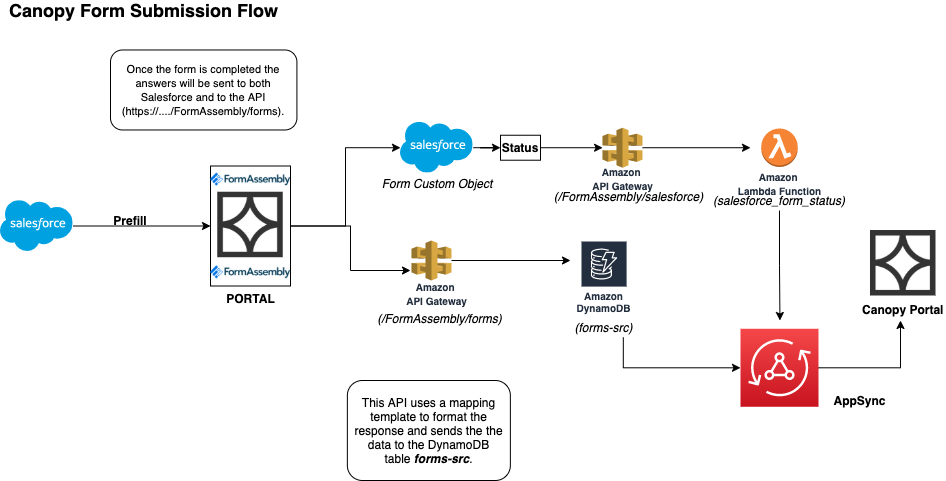 Canopy Form Submission Flow
Once the form is completed the
answers will be sent to both
Salesforce and to the API
(https://..../FormAssembly/forms).
salesforce
Prefill
FormAssembly
FormAssembly
PORTAL
salesforce
Form Custom Object
Status
Amazon
API Gateway
(/FormAssembly/salesforce)
Amazon
Lambda Function
(salesforce_form_status)
Amazon
API Gateway
(/FormAssembly/forms)
Amazon
DynamoDB
(forms-src)
Canopy Portal
AppSync
This API uses a mapping
template to format the
response and sends the the
data to the DynamoDB
table forms-src.